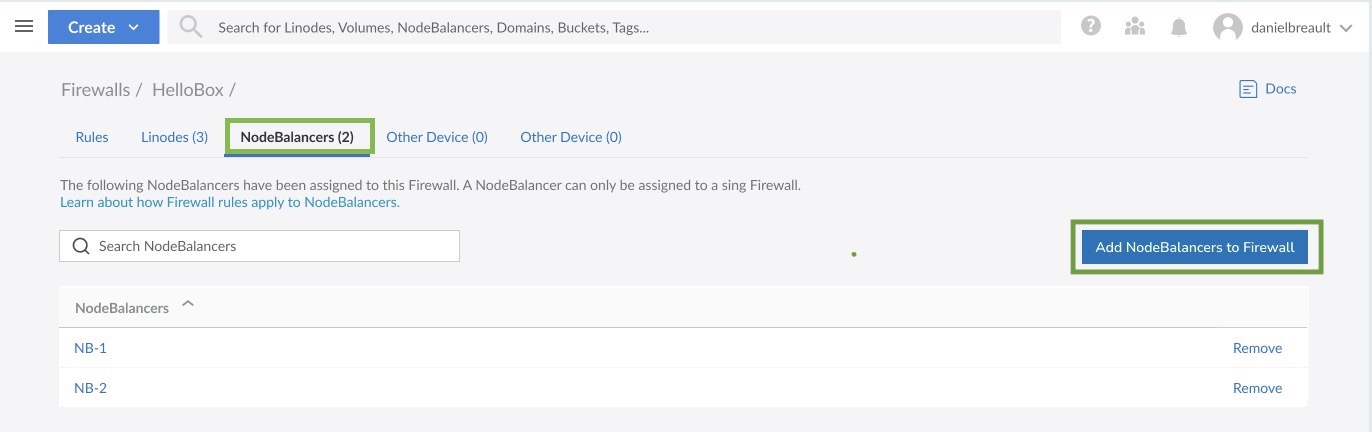 Create
Search for Linodes, Volumes, NodeBalancers, Domains, Buckets, Tags...
danielbreault
Firewalls / HelloBox /
Docs
Rules Linodes (3) NodeBalancers (2) Other Device (0) Other Device (0)
The following NodeBalancers have been assigned to this Firewall. A NodeBalancer can only be assigned to a sing Firewall.
Learn about how Firewall rules apply to NodeBalancers.
Search NodeBalancers
Add NodeBalancers to Firewall
NodeBalancers
NB-1 Remove
NB-2 Remove